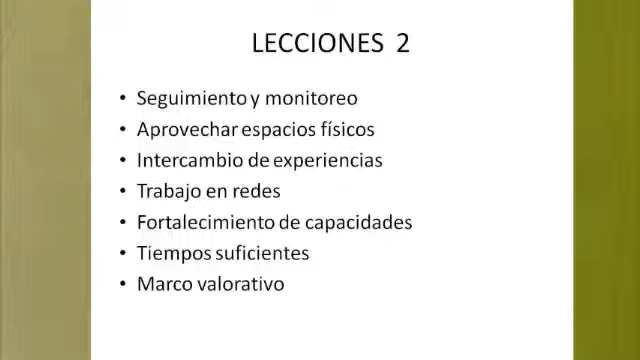 LECCIONES 2
• Seguimiento y monitoreo
• Aprovechar espacios físicos
• Intercambio de experiencias
• Trabajo en redes
• Fortalecimiento de capacidades
• Tiempos suficientes
• Marco valorativo